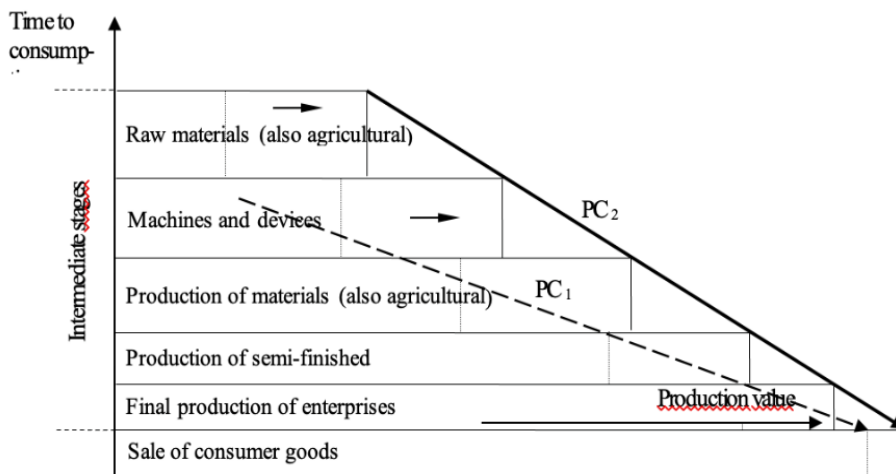 Time to
consump-
Raw materials (also agricultural)
Machines and devices
PC2
Production of materials (also agricultural)
PC1
Production of semi-finished
Production value
Final production of enterprises
Sale of consumer goods
Intermediate stages